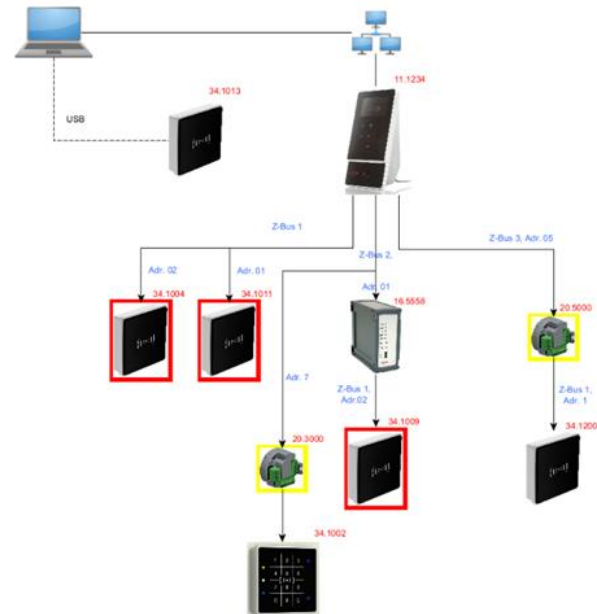 34.1013
11.1234
USB
Z-Bus 1
Z-Bus 2,
Z-Bus 3, Adr. 05
Adr. 02
Adr. 01
Adr. 01
34.1004
34.1011
16.5558
20.5000
Adr. 7
Z-Bus 1,
Adr.02
Z-Bus 1,
Adr. 1
34.1009
34.1200
20.3000
34.1002